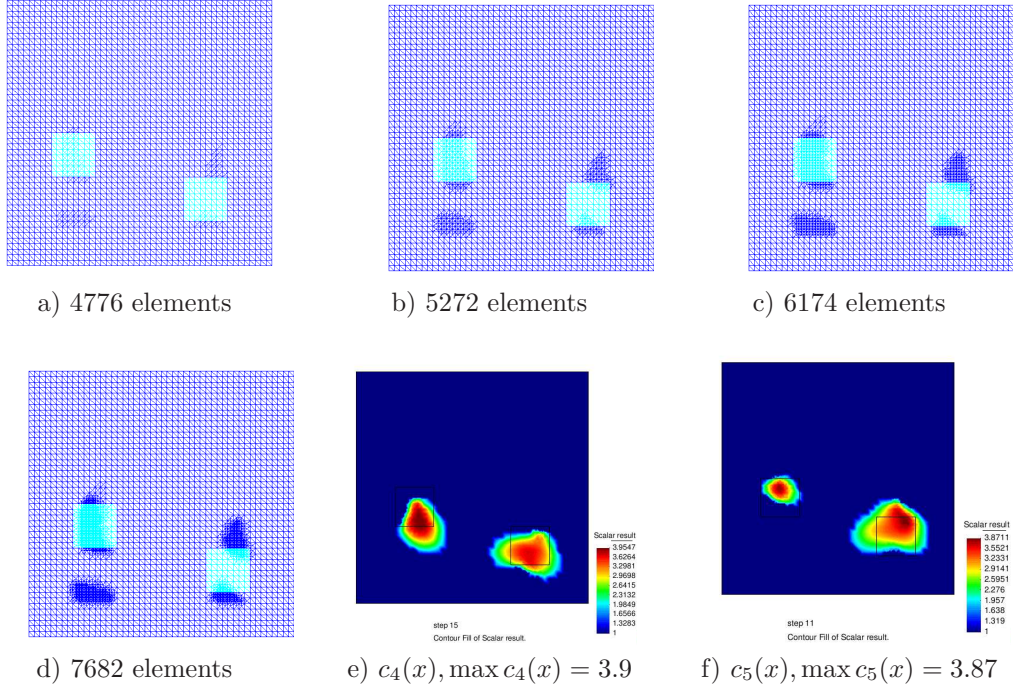 a) 4776 elements
b) 5272 elements
c) 6174 elements
Scalar result
3.9547
3.6264
3.2981
2.9698
2.6415
2.3132
1.9849
1.6566
1.3283
1
step 15
Contour Fill of Scalar result.
Scalar result
3.8711
3.5521
3.2331
2.9141
2.5951
2.276
1.957
1.638
1.319
1
step 11
Contour Fill of Scalar result.
d) 7682 elements
e) c₄(x), max c₄(x) = 3.9
f) c₅(x), max c₅(x) = 3.87